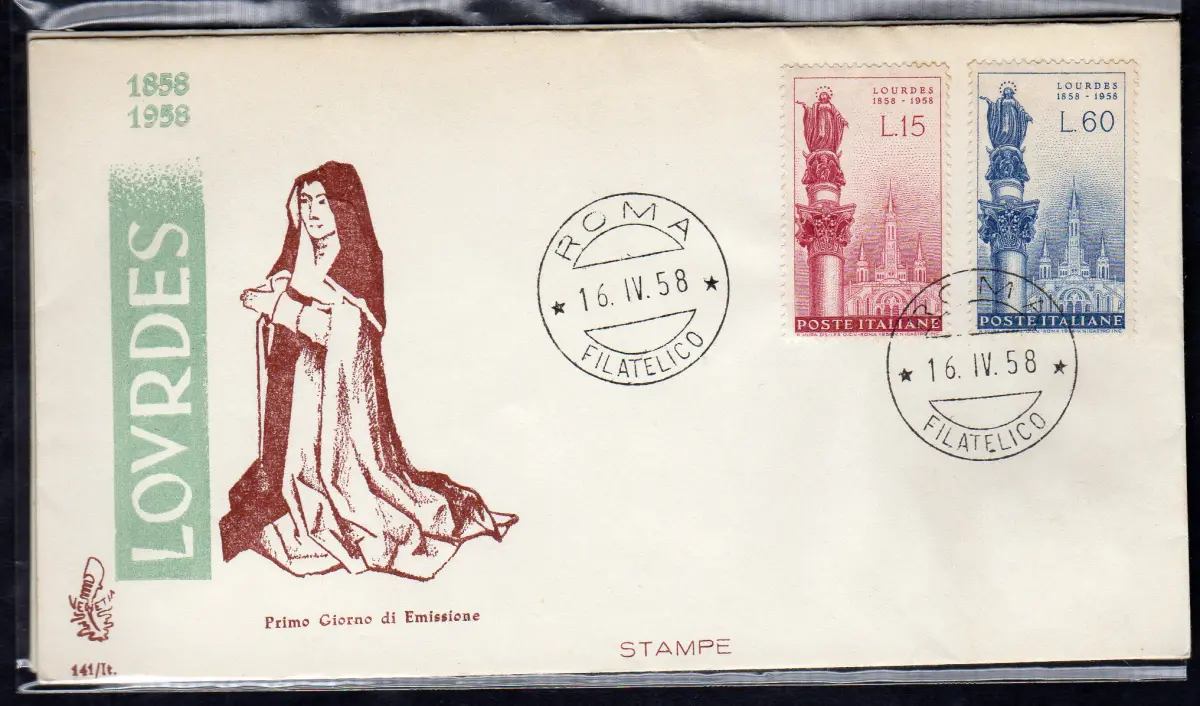 1858
1958
LOVRDES
Primo Giorno di Emissione
141/It.
STAMPE
ROMA
★ 16. IV. 58 ★
FILATELICO
LOURDES
1858 - 1958
L.15
POSTE ITALIANE
LOURDES
1858 - 1958
L.60
POSTE ITALIANE
ROMA
★ 16. IV. 58 ★
FILATELICO